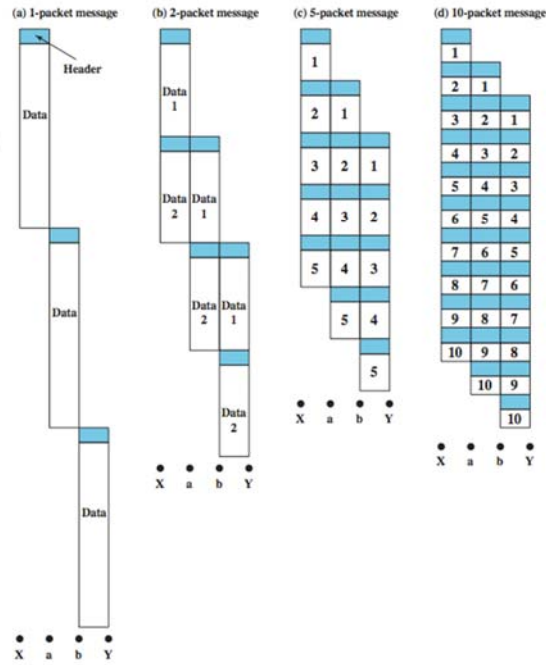 (a) 1-packet message
Header
Data
Data
Data
X a b Y
(b) 2-packet message
Data
1
Data Data
2 1
Data Data
2 1
Data
2
X a b Y
(c) 5-packet message
1
2 1
3 2 1
4 3 2
5 4 3
5 4
5
X a b Y
(d) 10-packet message
1
2 1
3 2 1
4 3 2
5 4 3
6 5 4
7 6 5
8 7 6
9 8 7
10 9 8
10 9
10
X a b Y